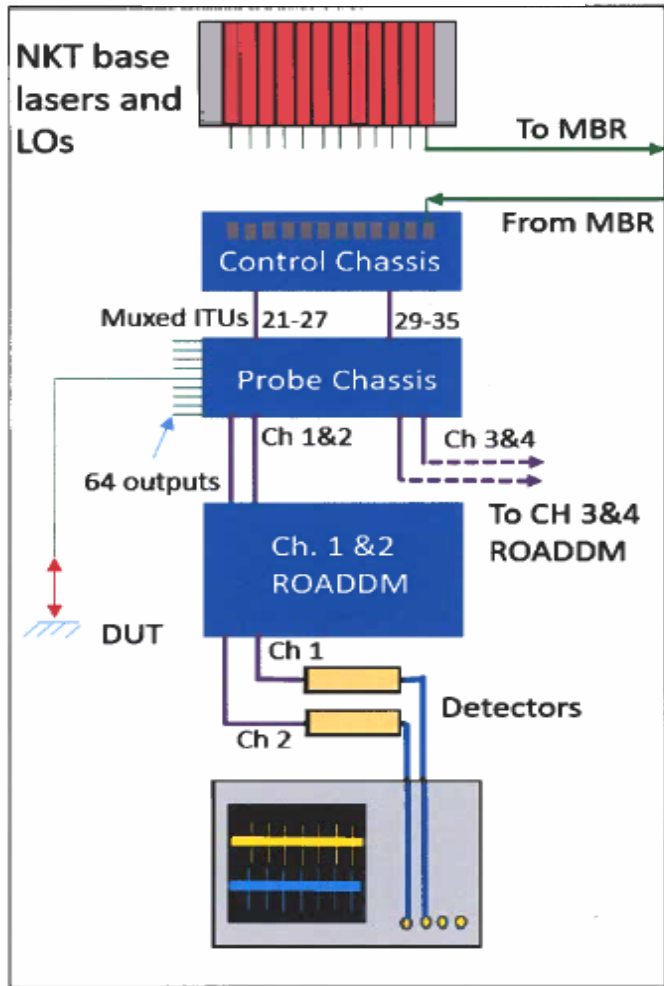 NKT base
lasers and
LOs
To MBR
From MBR
Control Chassis
Muxed ITUs
21-27
29-35
Probe Chassis
Ch 1&2
Ch 3&4
64 outputs
To CH 3&4
ROADDM
Ch. 1 &2
ROADDM
DUT
Ch 1
Detectors
Ch 2